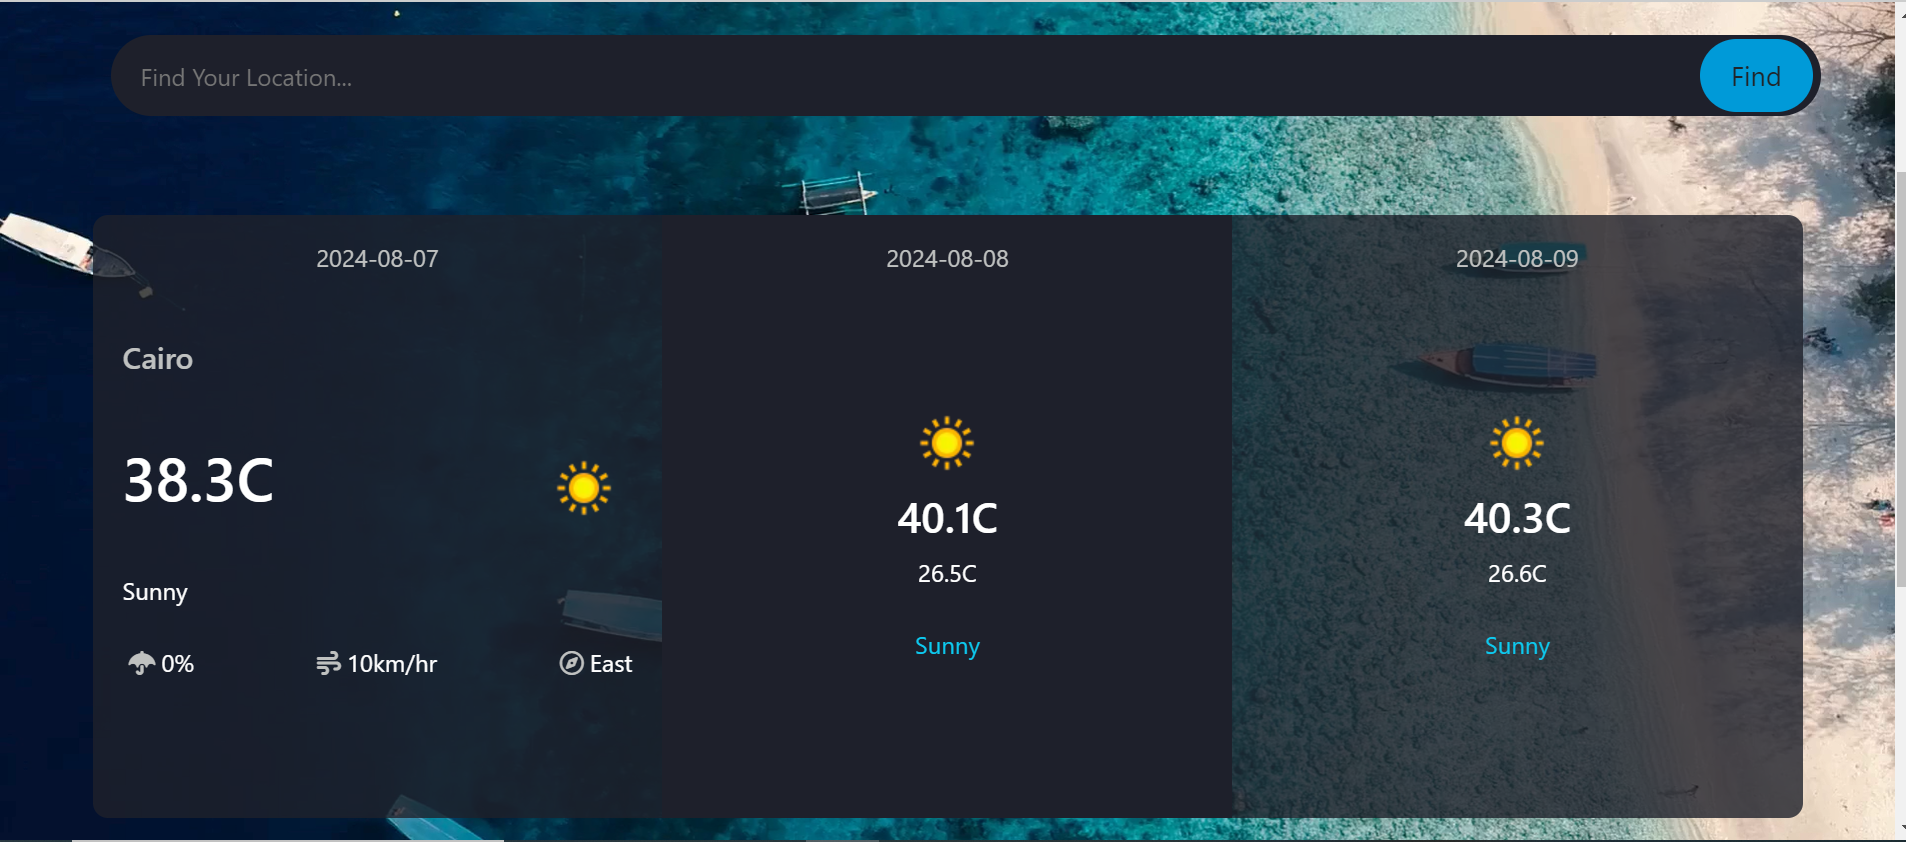 Find Your Location...
Find
2024-08-07
Cairo
38.3C
Sunny
0%
10km/hr
East
2024-08-08
40.1C
26.5C
Sunny
2024-08-09
40.3C
26.6C
Sunny